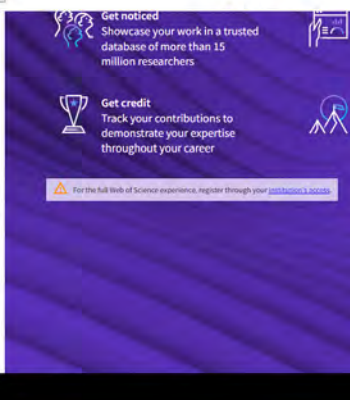 Get noticed
Showcase your work in a trusted
database of more than 15
million researchers
Get credit
Track your contributions to
demonstrate your expertise
throughout your career
For the full Web of Science experience, register through your institution's access.